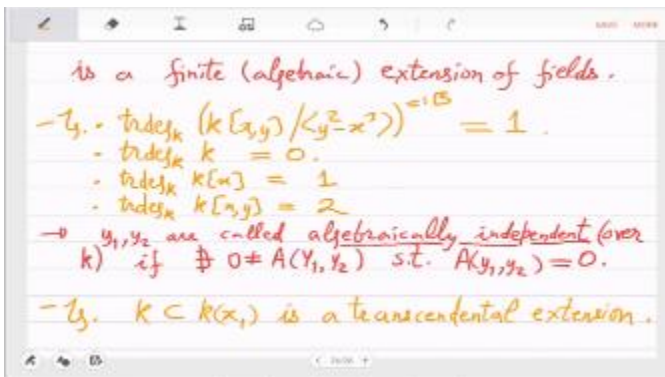 is a finite (algebraic) extension of fields.
- Eg. • trdeg_k (k[x,y]/<y²-x³>)^{=:B} = 1.
• trdeg_k k = 0.
• trdeg_k k[x] = 1
• trdeg_k k[x,y] = 2
→ y₁,y₂ are called algebraically independent (over
k) if ∄ 0≠A(Y₁,Y₂) s.t. A(y₁,y₂)=0.
- Eg. k ⊂ k(x₁) is a transcendental extension.